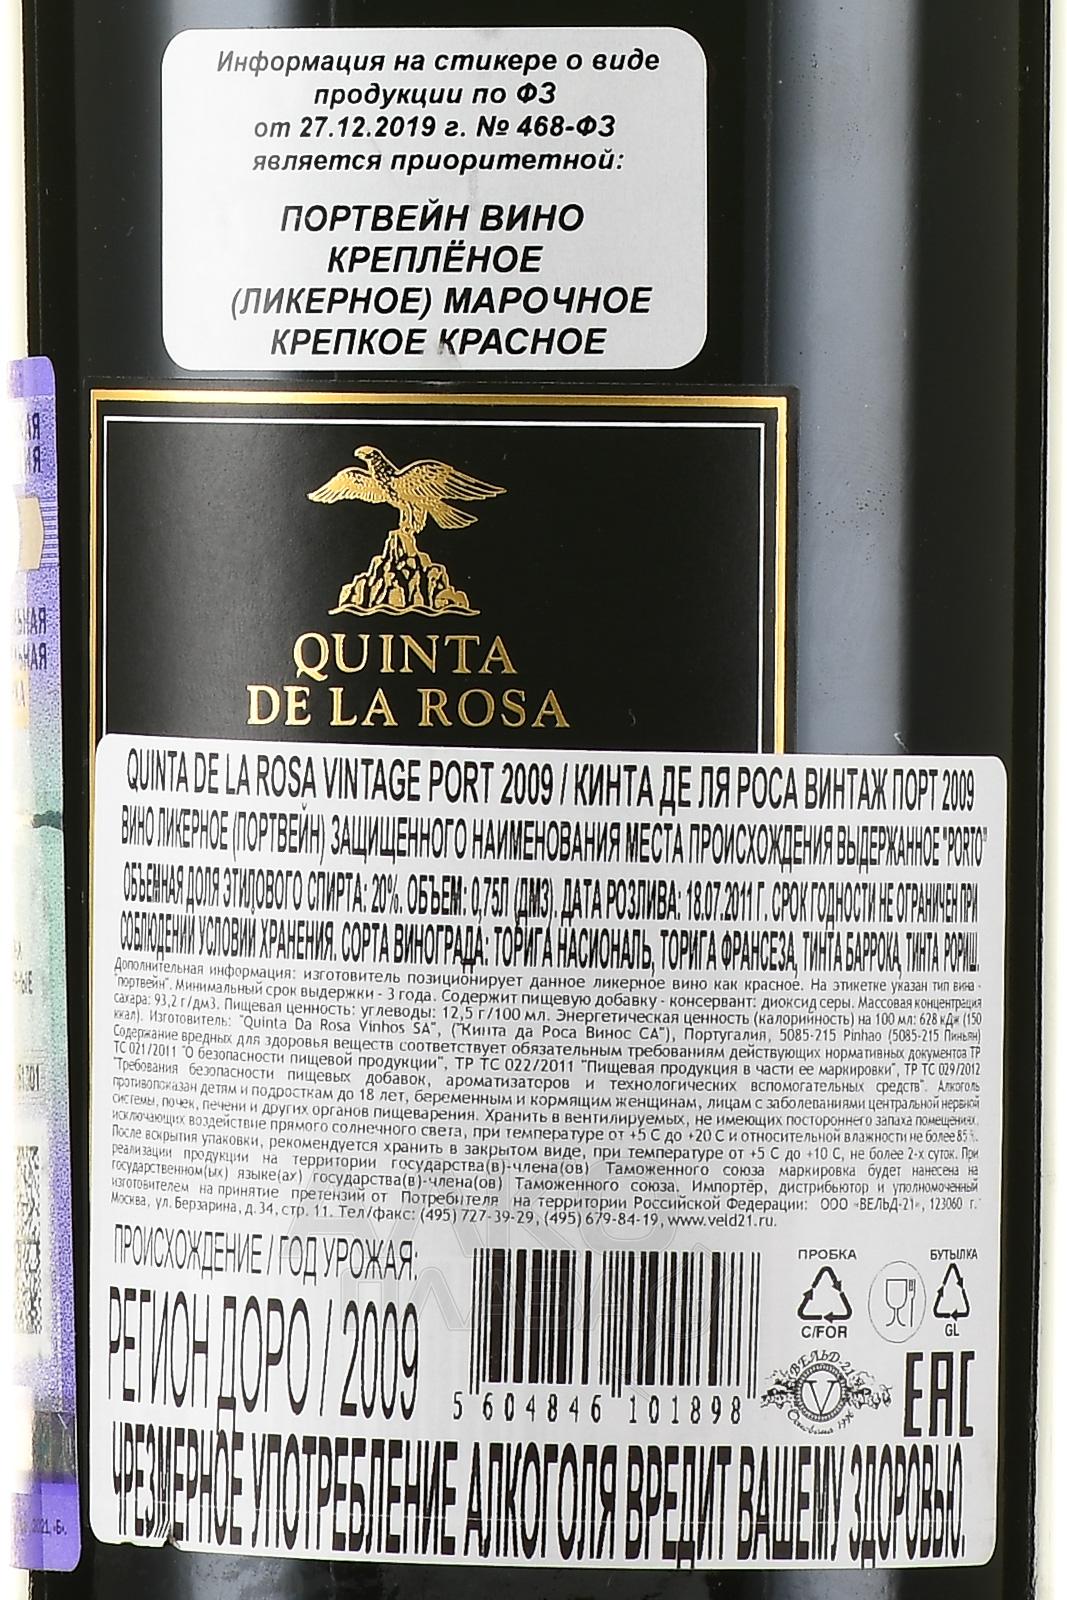 Информация на стикере о виде
продукции по ФЗ
от 27.12.2019 г. № 468-ФЗ
является приоритетной:
ПОРТВЕЙН ВИНО
КРЕПЛЁНОЕ
(ЛИКЕРНОЕ) МАРОЧНОЕ
КРЕПКОЕ КРАСНОЕ
QUINTA
DE LA ROSA
QUINTA DE LA ROSA VINTAGE PORT 2009 / КИНТА ДЕ ЛЯ РОСА ВИНТАЖ ПОРТ 2009
ВИНО ЛИКЕРНОЕ (ПОРТВЕЙН) ЗАЩИЩЕННОГО НАИМЕНОВАНИЯ МЕСТА ПРОИСХОЖДЕНИЯ ВЫДЕРЖАННОЕ "PORTO"
ОБЪЕМНАЯ ДОЛЯ ЭТИЛОВОГО СПИРТА: 20%. ОБЪЕМ: 0,75Л (ДМ3). ДАТА РОЗЛИВА: 18.07.2011 Г. СРОК ГОДНОСТИ НЕ ОГРАНИЧЕН ПРИ
СОБЛЮДЕНИИ УСЛОВИЙ ХРАНЕНИЯ. СОРТА ВИНОГРАДА: ТОРИГА НАСИОНАЛЬ, ТОРИГА ФРАНСЕЗА, ТИНТА БАРРОКА, ТИНТА РОРИШ.
Дополнительная информация: изготовитель позиционирует данное ликерное вино как красное. На этикетке указан тип вина -
"портвейн". Минимальный срок выдержки - 3 года. Содержит пищевую добавку - консервант: диоксид серы. Массовая концентрация
сахара: 93,2 г/дм3. Пищевая ценность: углеводы: 12,5 г/100 мл. Энергетическая ценность (калорийность) на 100 мл: 628 кДж (150
ккал). Изготовитель: "Quinta Da Rosa Vinhos SA", ("Кинта да Роса Винос СА"), Португалия, 5085-215 Pinhao (5085-215 Пиньян)
Содержание вредных для здоровья веществ соответствует обязательным требованиям действующих нормативных документов ТР
ТС 021/2011 "О безопасности пищевой продукции", ТР ТС 022/2011 "Пищевая продукция в части ее маркировки", ТР ТС 029/2012
"Требования безопасности пищевых добавок, ароматизаторов и технологических вспомогательных средств". Алкоголь
противопоказан детям и подросткам до 18 лет, беременным и кормящим женщинам, лицам с заболеваниями центральной нервной
системы, почек, печени и других органов пищеварения. Хранить в вентилируемых, не имеющих постороннего запаха помещениях,
исключающих воздействие прямого солнечного света, при температуре от +5 С до +20 С и относительной влажности не более 85 %.
После вскрытия упаковки, рекомендуется хранить в закрытом виде, при температуре от +5 С до +10 С, не более 2-х суток. При
реализации продукции на территории государства(в)-члена(ов) Таможенного союза маркировка будет нанесена на
государственном(ых) языке(ах) государства(в)-члена(ов) Таможенного союза. Импортёр, дистрибьютор и уполномоченный
изготовителем на принятие претензий от Потребителя на территории Российской Федерации: ООО «ВЕЛЬД-21», 123060 г.
Москва, ул. Берзарина, д. 34, стр. 11. Тел/факс: (495) 727-39-29, (495) 679-84-19, www.veld21.ru.
ПРОИСХОЖДЕНИЕ / ГОД УРОЖАЯ:
РЕГИОН ДОРО / 2009
5 604846 101898
ПРОБКА
C/FOR
БУТЫЛКА
GL
ВЕЛЬД-21
V
Основана 1996
EAC
ЧРЕЗМЕРНОЕ УПОТРЕБЛЕНИЕ АЛКОГОЛЯ ВРЕДИТ ВАШЕМУ ЗДОРОВЬЮ.